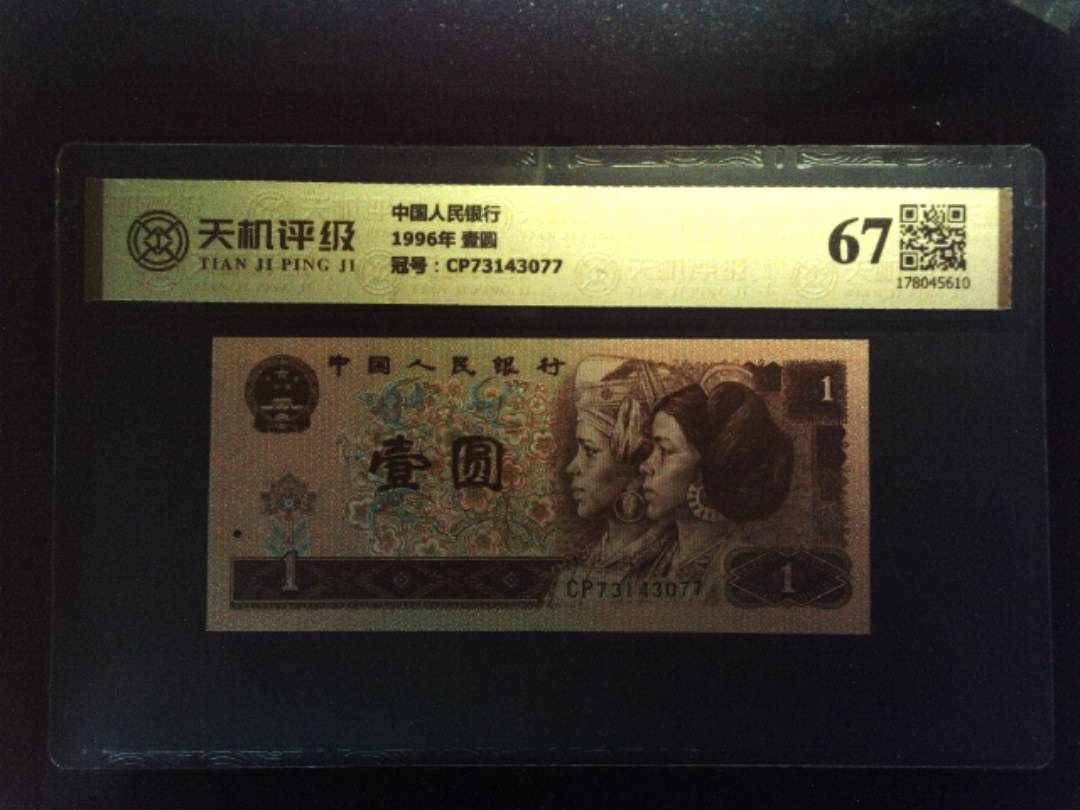 天机评级
TIAN JI PING JI
中国人民银行
1996年 壹圆
冠号：CP73143077
67
178045610
中国人民银行
1
壹圆
1
CP73143077
1